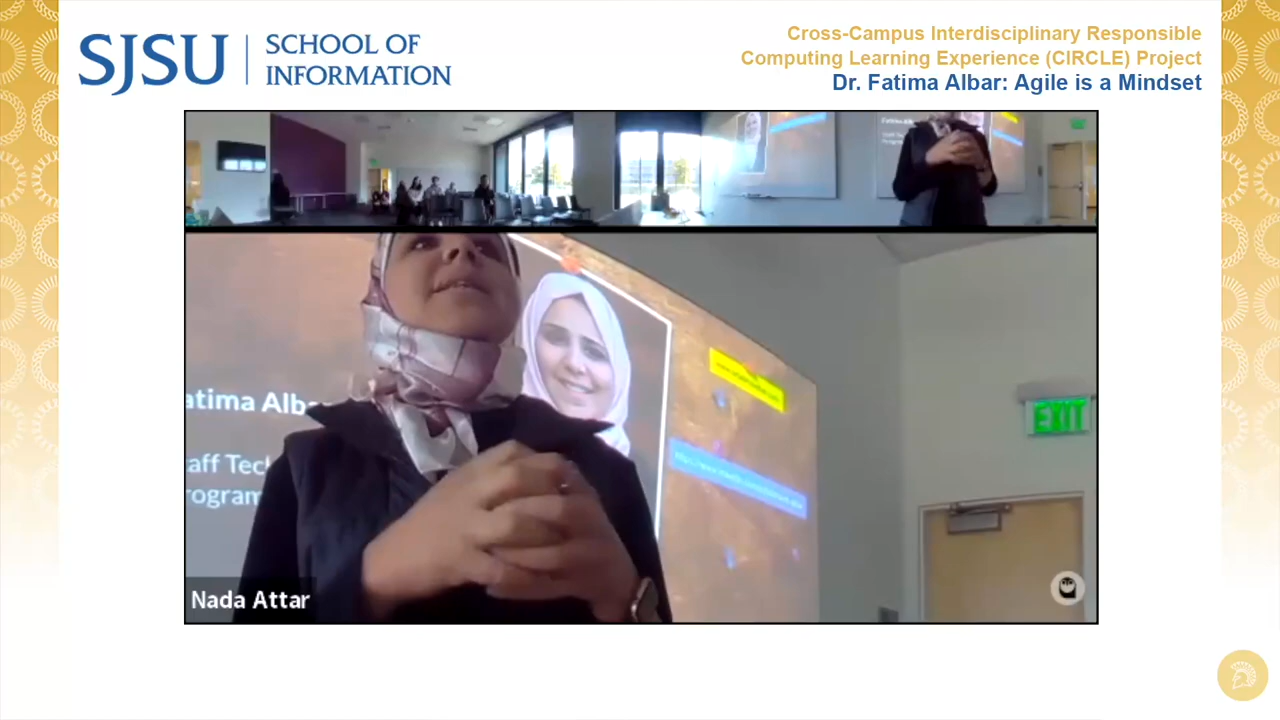 SJSU
SCHOOL OF
INFORMATION
Cross-Campus Interdisciplinary Responsible
Computing Learning Experience (CIRCLE) Project
Dr. Fatima Albar: Agile is a Mindset
atima Alb
aff Tec
rogram
EXIT
Nada Attar